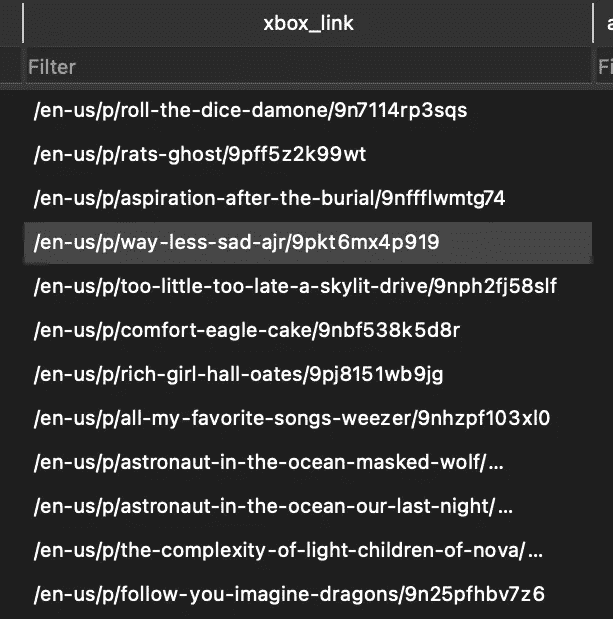 xbox_link
Filter
/en-us/p/roll-the-dice-damone/9n7114rp3sqs
/en-us/p/rats-ghost/9pff5z2k99wt
/en-us/p/aspiration-after-the-burial/9nffflwmtg74
/en-us/p/way-less-sad-ajr/9pkt6mx4p919
/en-us/p/too-little-too-late-a-skylit-drive/9nph2fj58slf
/en-us/p/comfort-eagle-cake/9nbf538k5d8r
/en-us/p/rich-girl-hall-oates/9pj8151wb9jg
/en-us/p/all-my-favorite-songs-weezer/9nhzpf103xl0
/en-us/p/astronaut-in-the-ocean-masked-wolf/...
/en-us/p/astronaut-in-the-ocean-our-last-night/...
/en-us/p/the-complexity-of-light-children-of-nova/...
/en-us/p/follow-you-imagine-dragons/9n25pfhbv7z6